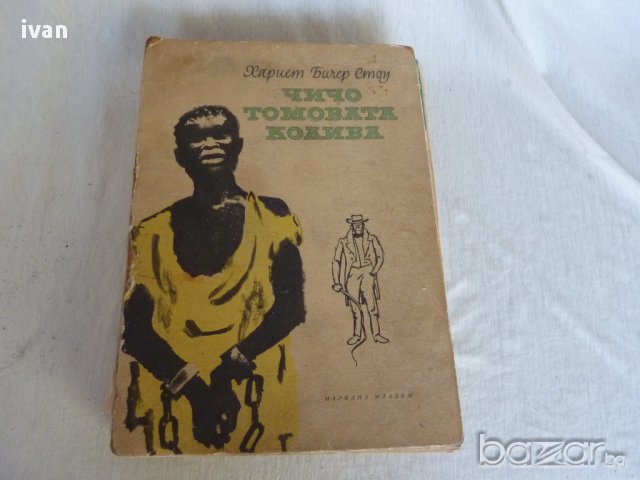 ivan
Хариет Бичер Стоу
ЧИЧО
ТОМОВАТА
КОЛИБА
НАРОДНА МЛАДЕЖ
bazar.bg